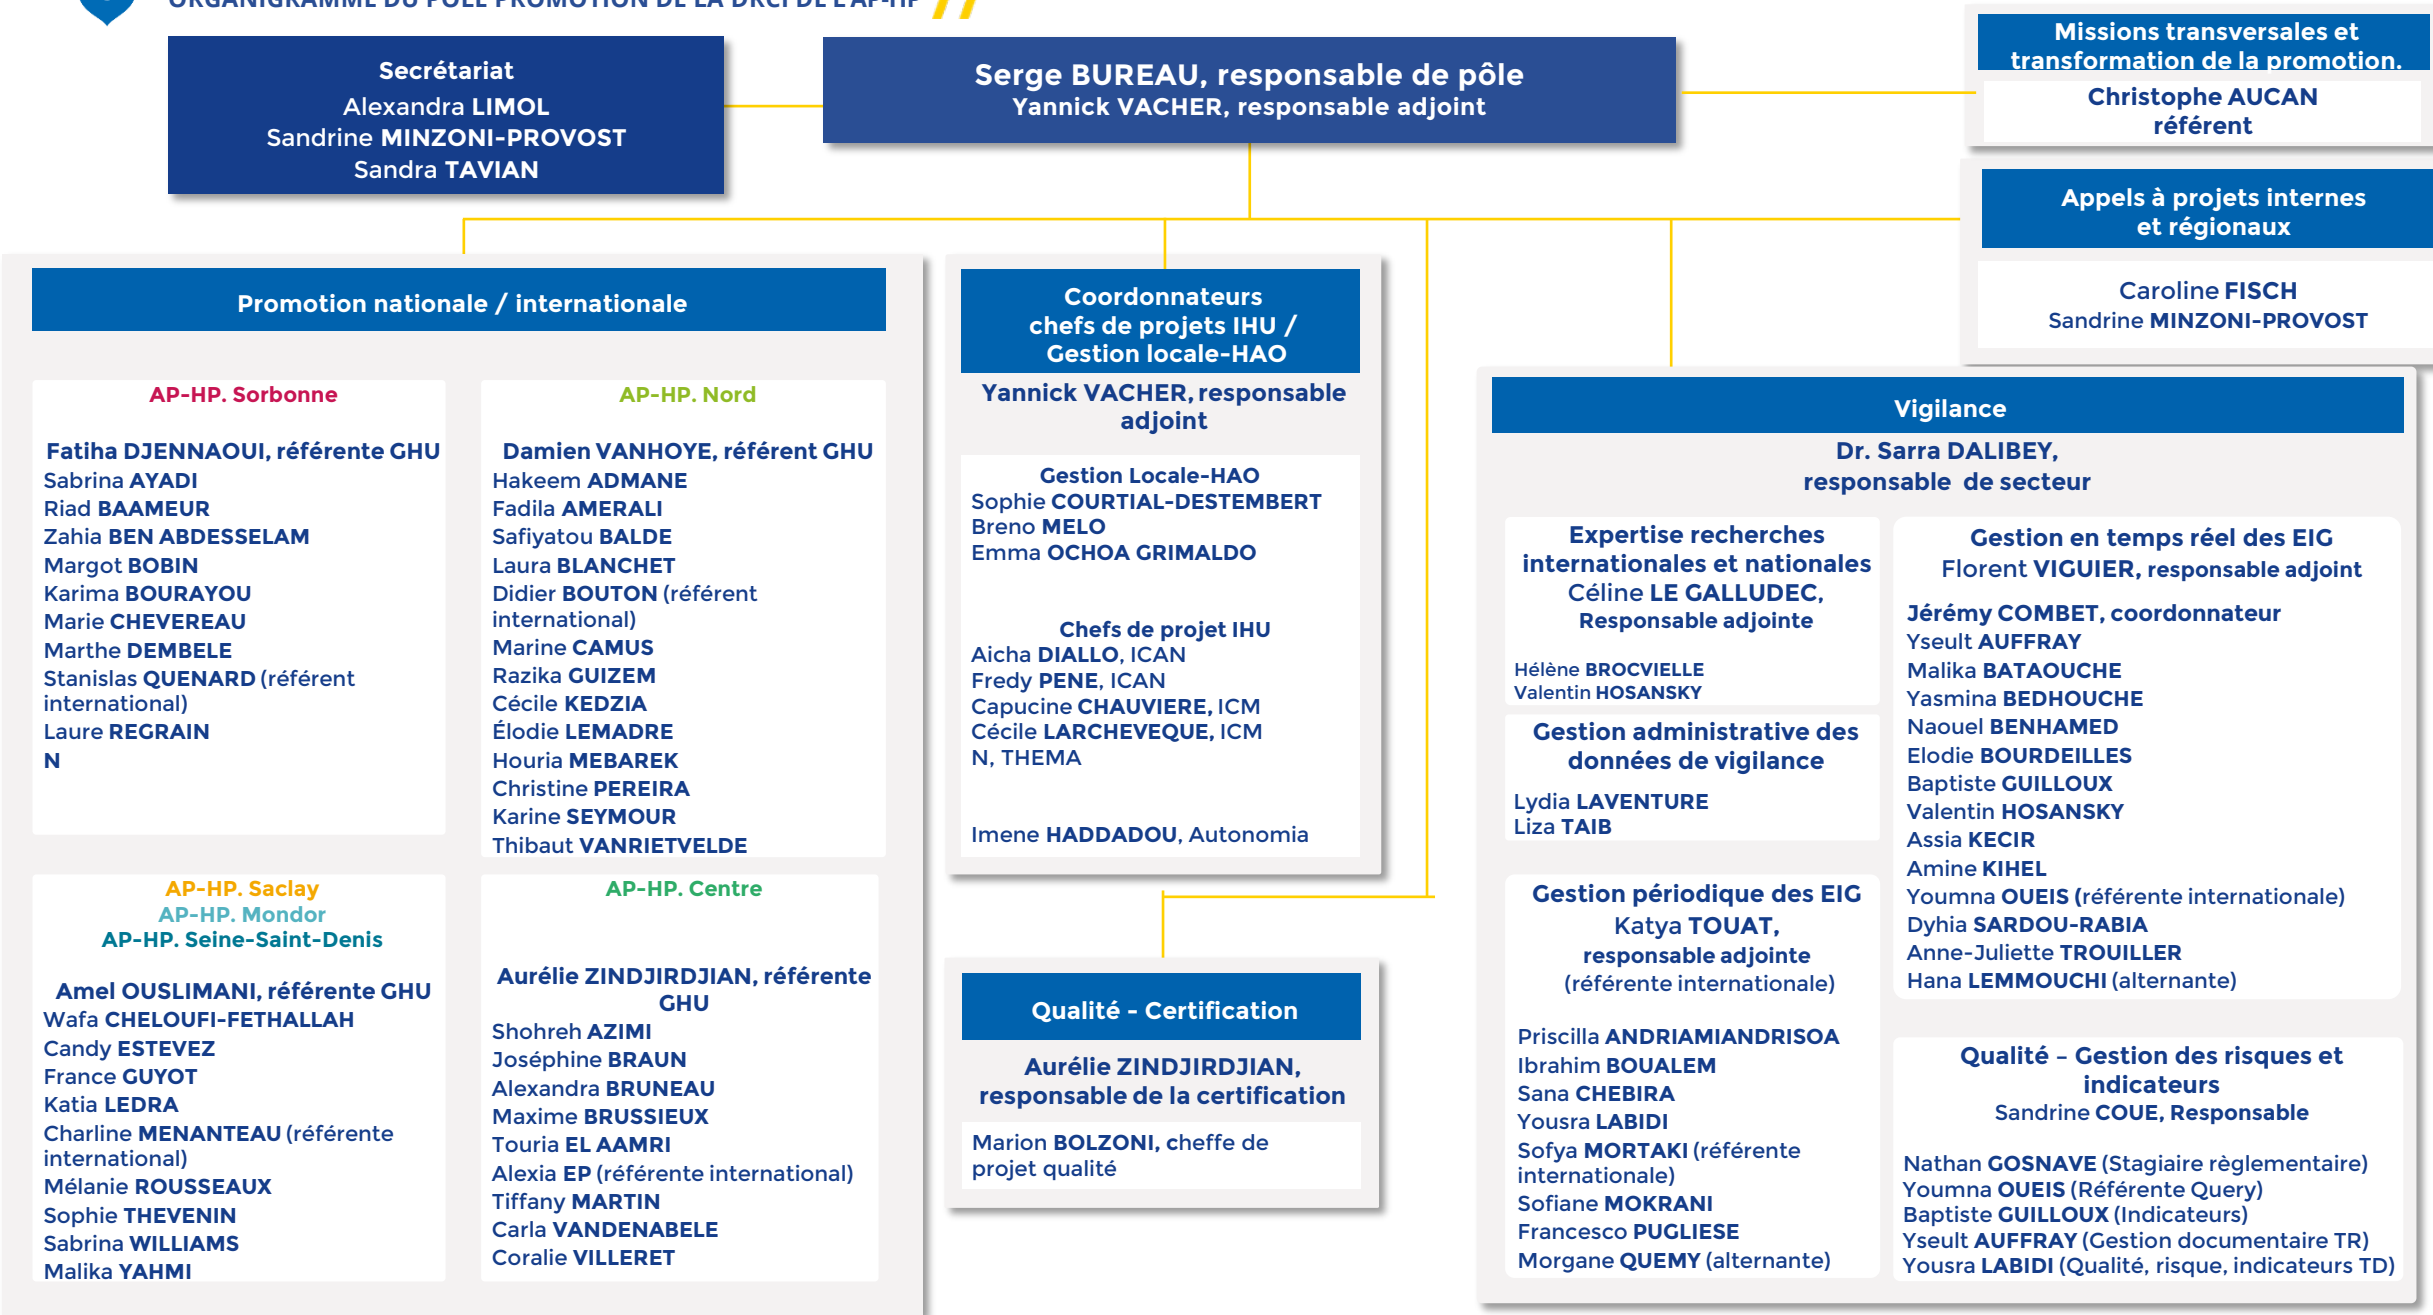 ORGANIGRAMME DU PÔLE PROMOTION DE LA DRCI DE L'AP-HP
Secrétariat
Alexandra LIMOL
Sandrine MINZONI-PROVOST
Sandra TAVIAN
Serge BUREAU, responsable de pôle
Yannick VACHER, responsable adjoint
Missions transversales et
transformation de la promotion.
Christophe AUCAN
référent
Appels à projets internes
et régionaux
Caroline FISCH
Sandrine MINZONI-PROVOST
Promotion nationale / internationale
AP-HP. Sorbonne
Fatiha DJENNAOUI, référente GHU
Sabrina AYADI
Riad BAAMEUR
Zahia BEN ABDESSELAM
Margot BOBIN
Karima BOURAYOU
Marie CHEVEREAU
Marthe DEMBELE
Stanislas QUENARD (référent
international)
Laure REGRAIN
N
AP-HP. Nord
Damien VANHOYE, référent GHU
Hakeem ADMANE
Fadila AMERALI
Safiyatou BALDE
Laura BLANCHET
Didier BOUTON (référent
international)
Marine CAMUS
Razika GUIZEM
Cécile KEDZIA
Élodie LEMADRE
Houria MEBAREK
Christine PEREIRA
Karine SEYMOUR
Thibaut VANRIETVELDE
AP-HP. Saclay
AP-HP. Mondor
AP-HP. Seine-Saint-Denis
Amel OUSLIMANI, référente GHU
Wafa CHELOUFI-FETHALLAH
Candy ESTEVEZ
France GUYOT
Katia LEDRA
Charline MENANTEAU (référente
international)
Mélanie ROUSSEAUX
Sophie THEVENIN
Sabrina WILLIAMS
Malika YAHMI
AP-HP. Centre
Aurélie ZINDJIRDJIAN, référente
GHU
Shohreh AZIMI
Joséphine BRAUN
Alexandra BRUNEAU
Maxime BRUSSIEUX
Touria EL AAMRI
Alexia EP (référente international)
Tiffany MARTIN
Carla VANDENABELE
Coralie VILLERET
Coordonnateurs
chefs de projets IHU /
Gestion locale-HAO
Yannick VACHER, responsable
adjoint
Gestion Locale-HAO
Sophie COURTIAL-DESTEMBERT
Breno MELO
Emma OCHOA GRIMALDO
Chefs de projet IHU
Aicha DIALLO, ICAN
Fredy PENE, ICAN
Capucine CHAUVIERE, ICM
Cécile LARCHEVEQUE, ICM
N, THEMA
Imene HADDADOU, Autonomia
Qualité - Certification
Aurélie ZINDJIRDJIAN,
responsable de la certification
Marion BOLZONI, cheffe de
projet qualité
Vigilance
Dr. Sarra DALIBEY,
responsable de secteur
Expertise recherches
internationales et nationales
Céline LE GALLUDEC,
Responsable adjointe
Hélène BROCVIELLE
Valentin HOSANSKY
Gestion administrative des
données de vigilance
Lydia LAVENTURE
Liza TAIB
Gestion périodique des EIG
Katya TOUAT,
responsable adjointe
(référente internationale)
Priscilla ANDRIAMIANDRISOA
Ibrahim BOUALEM
Sana CHEBIRA
Yousra LABIDI
Sofya MORTAKI (référente
internationale)
Sofiane MOKRANI
Francesco PUGLIESE
Morgane QUEMY (alternante)
Gestion en temps réel des EIG
Florent VIGUIER, responsable adjoint
Jérémy COMBET, coordonnateur
Yseult AUFFRAY
Malika BATAOUCHE
Yasmina BEDHOUCHE
Naouel BENHAMED
Elodie BOURDEILLES
Baptiste GUILLOUX
Valentin HOSANSKY
Assia KECIR
Amine KIHEL
Youmna OUEIS (référente internationale)
Dyhia SARDOU-RABIA
Anne-Juliette TROUILLER
Hana LEMMOUCHI (alternante)
Qualité – Gestion des risques et
indicateurs
Sandrine COUE, Responsable
Nathan GOSNAVE (Stagiaire règlementaire)
Youmna OUEIS (Référente Query)
Baptiste GUILLOUX (Indicateurs)
Yseult AUFFRAY (Gestion documentaire TR)
Yousra LABIDI (Qualité, risque, indicateurs TD)